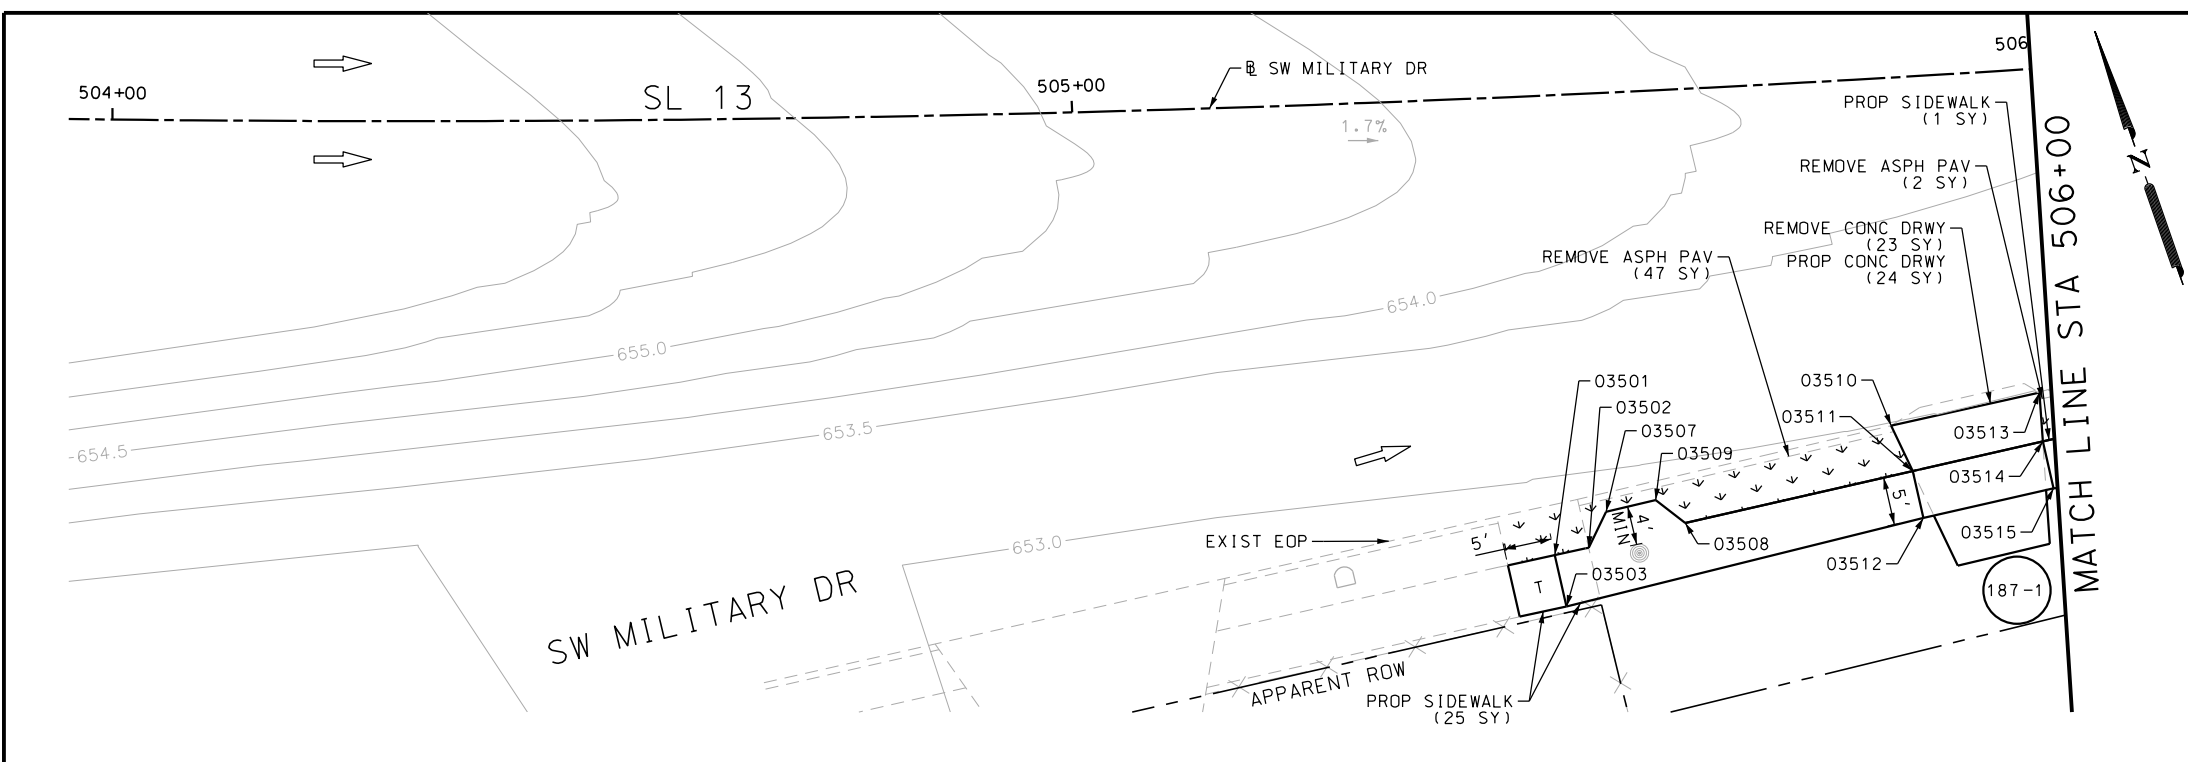 506
504+00
SL 13
505+00
BL SW MILITARY DR
1.7%
PROP SIDEWALK
(1 SY)
REMOVE ASPH PAV
(2 SY)
REMOVE CONC DRWY
(23 SY)
PROP CONC DRWY
(24 SY)
REMOVE ASPH PAV
(47 SY)
N
MATCH LINE STA 506+00
654.0
655.0
654.5
653.5
653.0
03501
03502
03507
03509
03510
03511
03513
03514
03515
03508
03512
03503
5'
5'
4'
MIN
T
EXIST EOP
187-1
SW MILITARY DR
APPARENT ROW
PROP SIDEWALK
(25 SY)